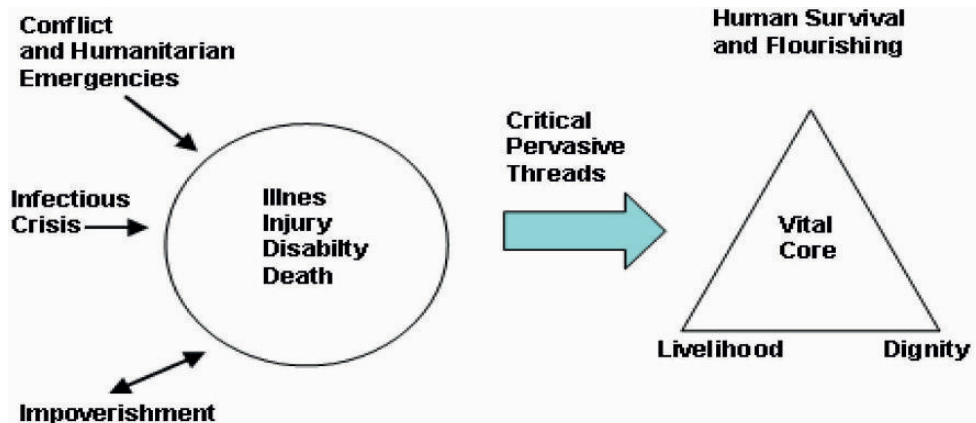 Conflict
and Humanitarian
Emergencies
Human Survival
and Flourishing
Critical
Pervasive
Threads
Infectious
Crisis
Illnes
Injury
Disabilty
Death
Vital
Core
Livelihood
Dignity
Impoverishment